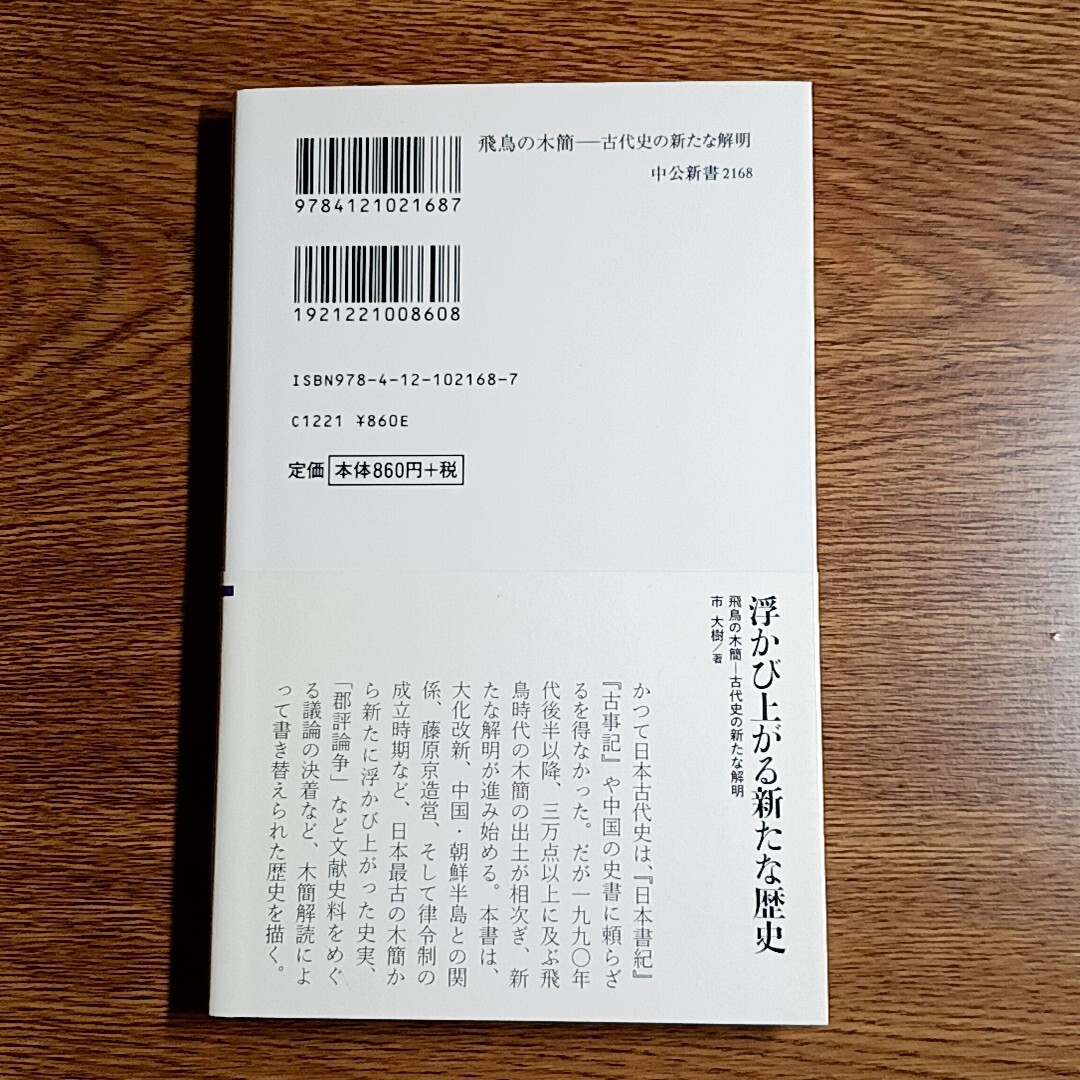 飛鳥の木簡──古代史の新たな解明
中公新書2168
9784121021687
1921221008608
ISBN978-4-12-102168-7
C1221 ¥860E
定価 本体860円+税
浮かび上がる新たな歴史
飛鳥の木簡―古代史の新たな解明
市 大樹/著
かつて日本古代史は、『日本書紀』
『古事記』や中国の史書に頼らざ
るを得なかった。だが一九九〇年
代後半以降、三万点以上に及ぶ飛
鳥時代の木簡の出土が相次ぎ、新
たな解明が進み始める。本書は、
大化改新、中国・朝鮮半島との関
係、藤原京造営、そして律令制の
成立時期など、日本最古の木簡か
ら新たに浮かび上がった史実、
「郡評論争」など文献史料をめぐ
る議論の決着など、木簡解読によ
って書き替えられた歴史を描く。